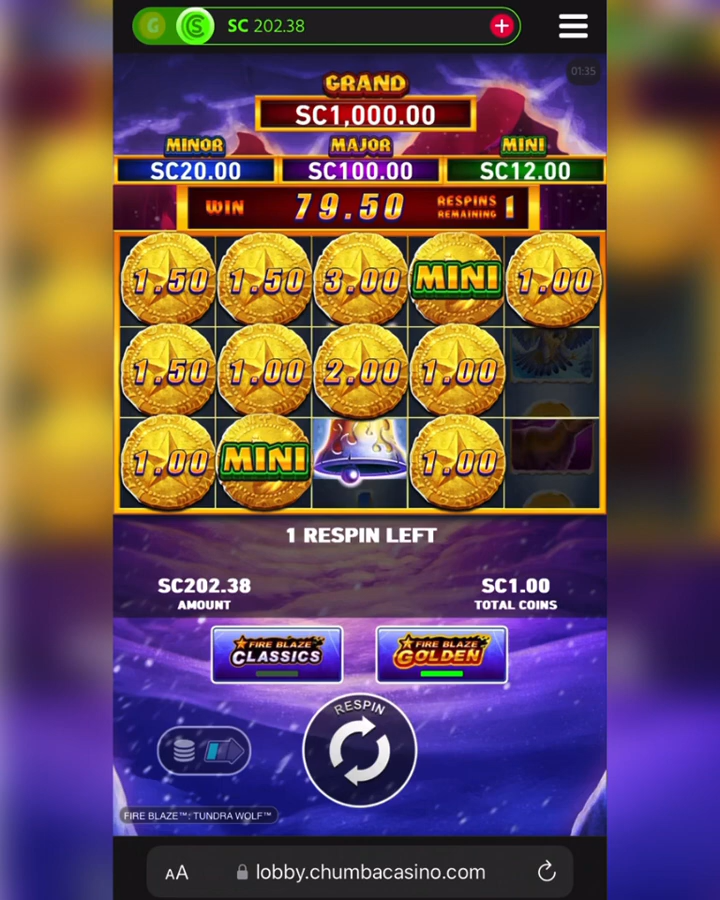 G S SC 202.38 +
01:35
GRAND
SC1,000.00
MINOR MAJOR MINI
SC20.00 SC100.00 SC12.00
WIN 79.50 RESPINS REMAINING 1
1.50 1.50 3.00 MINI 1.00
1.50 1.00 2.00 1.00
1.00 MINI 1.00
1 RESPIN LEFT
SC202.38 SC1.00
AMOUNT TOTAL COINS
FIRE BLAZE FIRE BLAZE
CLASSICS GOLDEN
RESPIN
FIRE BLAZE™: TUNDRA WOLF™
AA lobby.chumbacasino.com